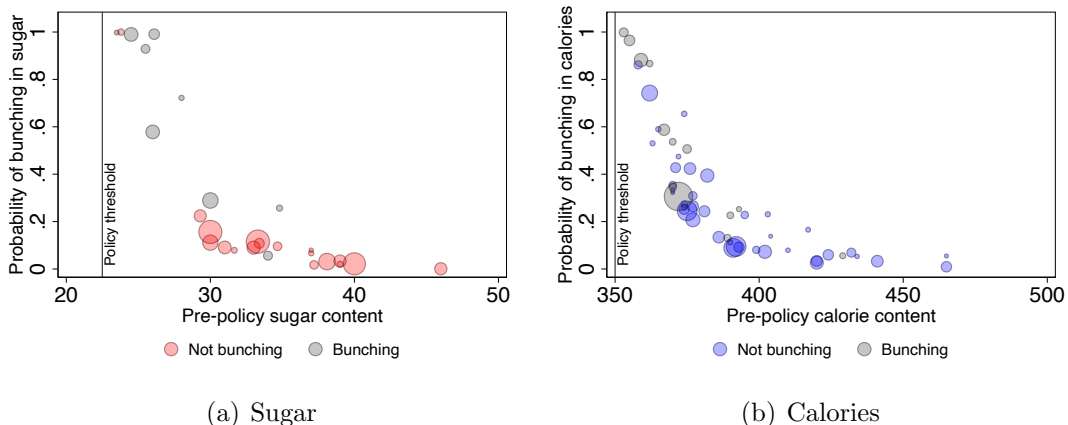 Probability of bunching in sugar
0 .2 .4 .6 .8 1
Policy threshold
20 30 40 50
Pre-policy sugar content
Not bunching Bunching
(a) Sugar
Probability of bunching in calories
0 .2 .4 .6 .8 1
Policy threshold
350 400 450 500
Pre-policy calorie content
Not bunching Bunching
(b) Calories